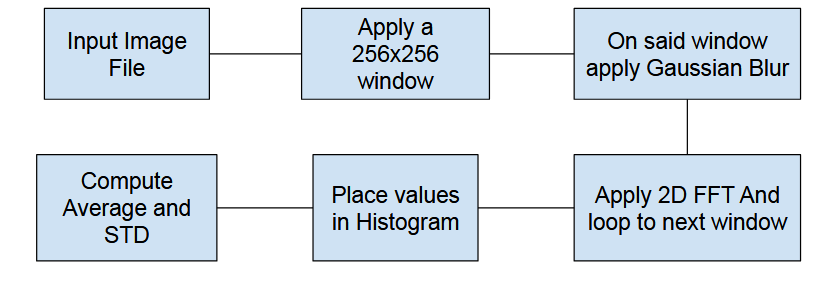 Input Image
File
Apply a
256x256
window
On said window
apply Gaussian Blur
Apply 2D FFT And
loop to next window
Place values
in Histogram
Compute
Average and
STD